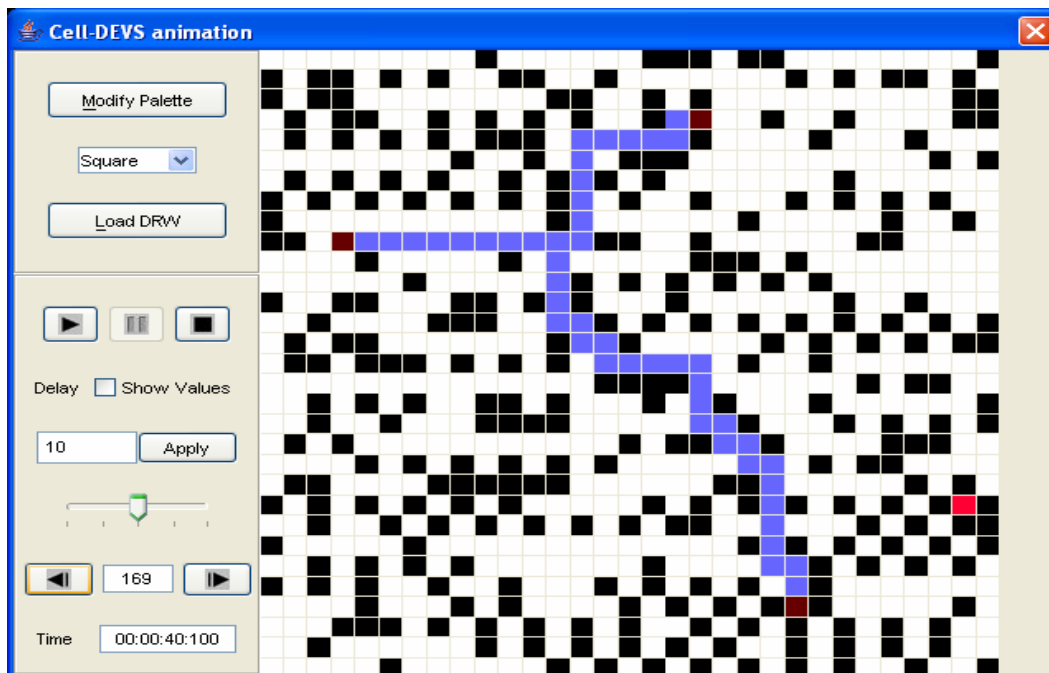 Cell-DEVS animation
Modify Palette
Square
Load DRW
Delay Show Values
10 Apply
169
Time 00:00:40:100